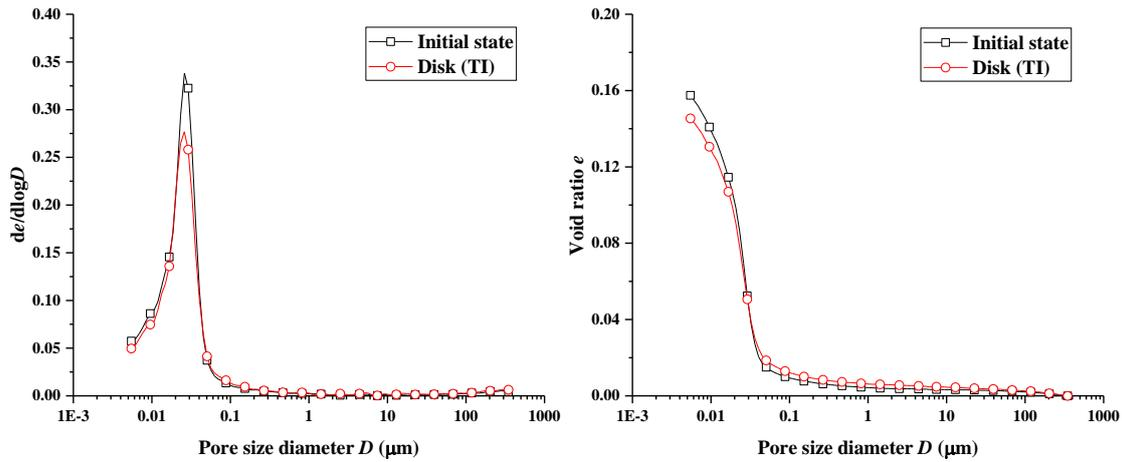 0.40
0.35
0.30
0.25
0.20
0.15
0.10
0.05
0.00
de/dlogD
Initial state
Disk (TI)
1E-3 0.01 0.1 1 10 100 1000
Pore size diameter D (μm)
0.20
0.16
0.12
0.08
0.04
0.00
Void ratio e
Initial state
Disk (TI)
1E-3 0.01 0.1 1 10 100 1000
Pore size diameter D (μm)